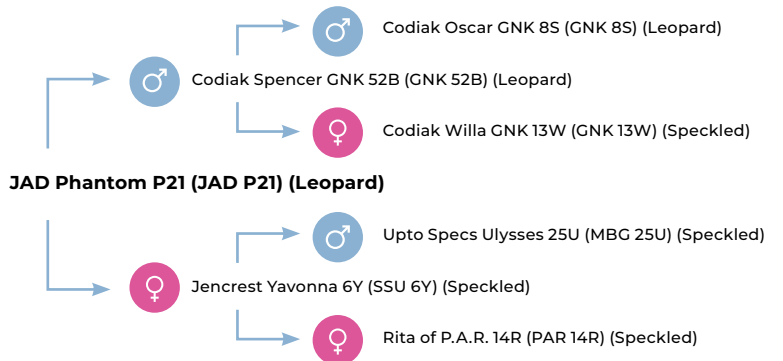 Codiak Oscar GNK 8S (GNK 8S) (Leopard)
Codiak Spencer GNK 52B (GNK 52B) (Leopard)
Codiak Willa GNK 13W (GNK 13W) (Speckled)
JAD Phantom P21 (JAD P21) (Leopard)
Upto Specs Ulysses 25U (MBG 25U) (Speckled)
Jencrest Yavonna 6Y (SSU 6Y) (Speckled)
Rita of P.A.R. 14R (PAR 14R) (Speckled)